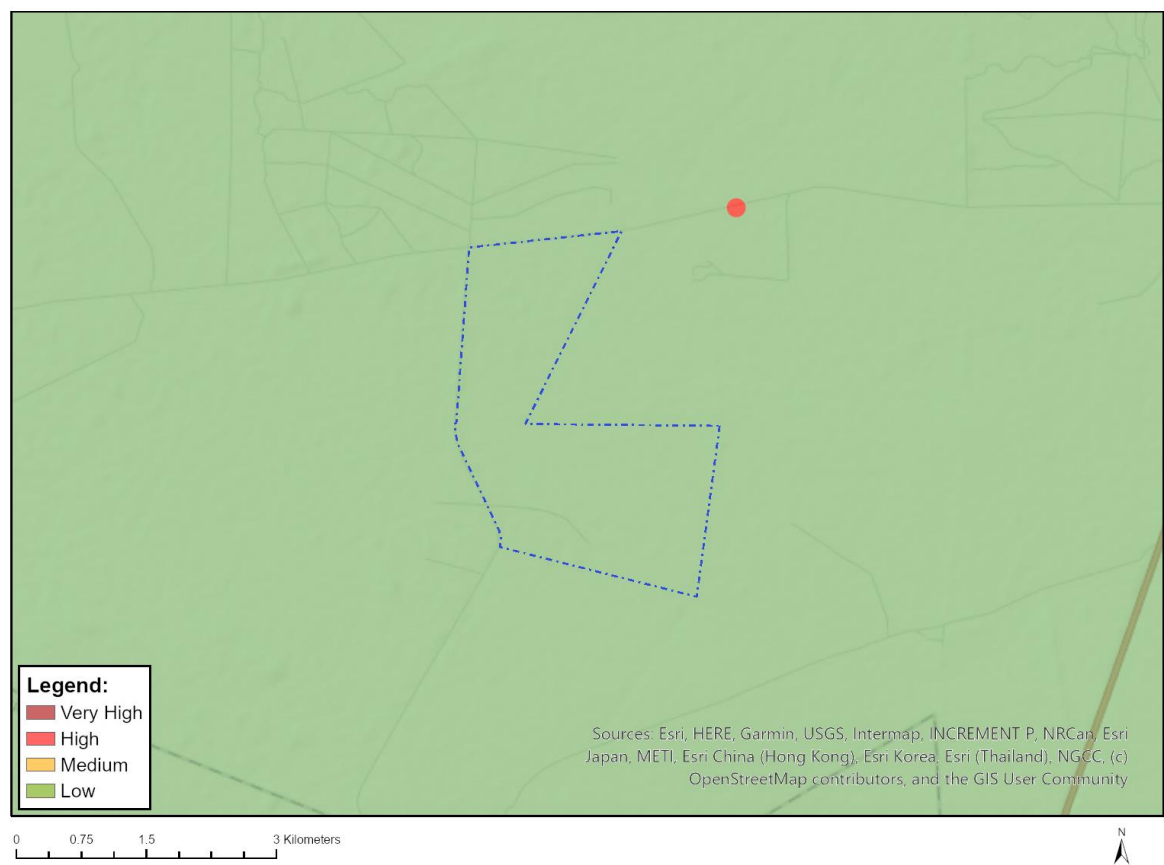 Legend:
Very High
High
Medium
Low
Sources: Esri, HERE, Garmin, USGS, Intermap, INCREMENT P, NRCan, Esri
Japan, METI, Esri China (Hong Kong), Esri Korea, Esri (Thailand), NGCC, (c)
OpenStreetMap contributors, and the GIS User Community
0 0.75 1.5 3 Kilometers
N